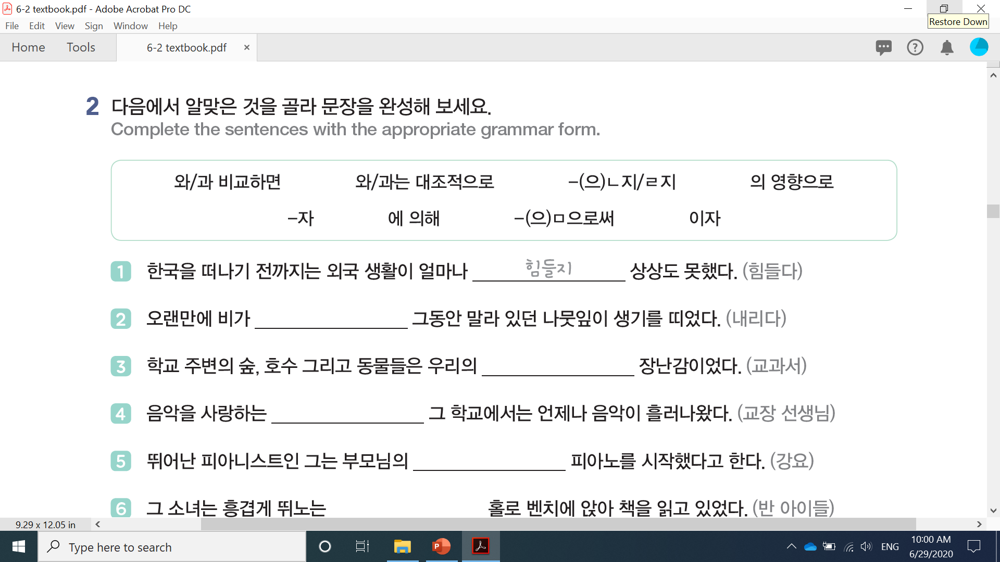 6-2 textbook.pdf - Adobe Acrobat Pro DC
Restore Down
File Edit View Sign Window Help
Home Tools 6-2 textbook.pdf ×
2 다음에서 알맞은 것을 골라 문장을 완성해 보세요.
Complete the sentences with the appropriate grammar form.
와/과 비교하면 와/과는 대조적으로 –(으)ㄴ지/ㄹ지 의 영향으로
–자 에 의해 –(으)ㅁ으로써 이자
1 한국을 떠나기 전까지는 외국 생활이 얼마나 힘들지 상상도 못했다. (힘들다)
2 오랜만에 비가 그동안 말라 있던 나뭇잎이 생기를 띠었다. (내리다)
3 학교 주변의 숲, 호수 그리고 동물들은 우리의 장난감이었다. (교과서)
4 음악을 사랑하는 그 학교에서는 언제나 음악이 흘러나왔다. (교장 선생님)
5 뛰어난 피아니스트인 그는 부모님의 피아노를 시작했다고 한다. (강요)
6 그 소녀는 흥겹게 뛰노는 홀로 벤치에 앉아 책을 읽고 있었다. (반 아이들)
9.29 x 12.05 in
Type here to search
ENG
10:00 AM
6/29/2020